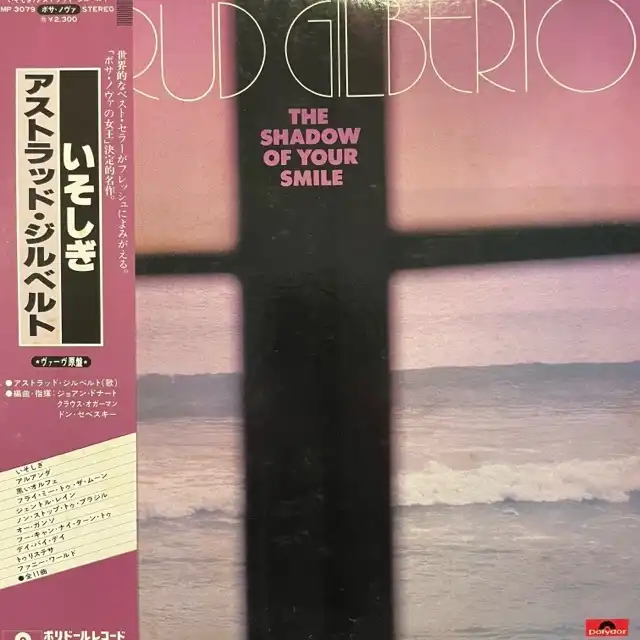 MP 3079 ボサ・ノヴァ STEREO
¥2,300
RUD GILBERTO
THE
SHADOW
OF YOUR
SMILE
世界的なベスト・セラーがフレッシュによみがえる。
「ボサ・ノヴァの女王」決定的名作。
いそしぎ
アストラッド・ジルベルト
★ヴァーヴ原盤★
●アストラッド・ジルベルト(歌)
●編曲・指揮:ジョアン・ドナート
クラウス・オガーマン
ドン・セベスキー
いそしぎ
アルアンダ
黒いオルフェ
フライ・ミー・トゥ・ザ・ムーン
ジェントル・レイン
ノン・ストップ・トゥ・ブラジル
オー・ガンソ
フー・キャン・ナイ・ターン・トゥ
デイ・バイ・デイ
トゥリステサ
ファニー・ワールド
●全11曲
ポリドールレコード
Polydor